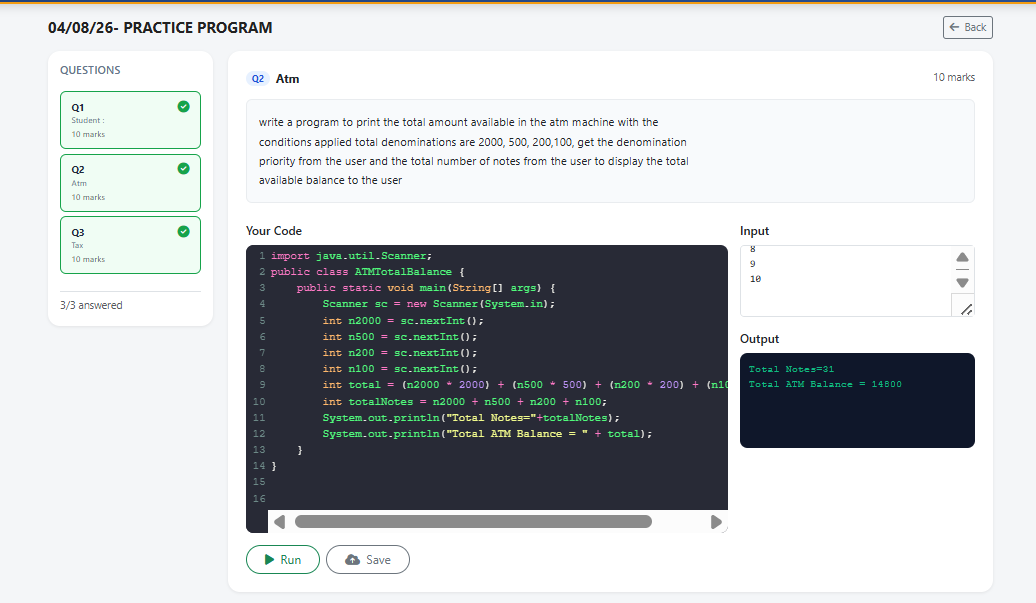 04/08/26- PRACTICE PROGRAM
Back
QUESTIONS
Q1
Student :
10 marks
Q2
Atm
10 marks
Q3
Tax
10 marks
3/3 answered
Q2 Atm
10 marks
write a program to print the total amount available in the atm machine with the
conditions applied total denominations are 2000, 500, 200,100, get the denomination
priority from the user and the total number of notes from the user to display the total
available balance to the user
Your Code
1 import java.util.Scanner;
2 public class ATMTotalBalance {
3 public static void main(String[] args) {
4 Scanner sc = new Scanner(System.in);
5 int n2000 = sc.nextInt();
6 int n500 = sc.nextInt();
7 int n200 = sc.nextInt();
8 int n100 = sc.nextInt();
9 int total = (n2000 * 2000) + (n500 * 500) + (n200 * 200) + (n10
10 int totalNotes = n2000 + n500 + n200 + n100;
11 System.out.println("Total Notes="+totalNotes);
12 System.out.println("Total ATM Balance = " + total);
13 }
14 }
15
16
Run
Save
Input
8
9
10
Output
Total Notes=31
Total ATM Balance = 14800